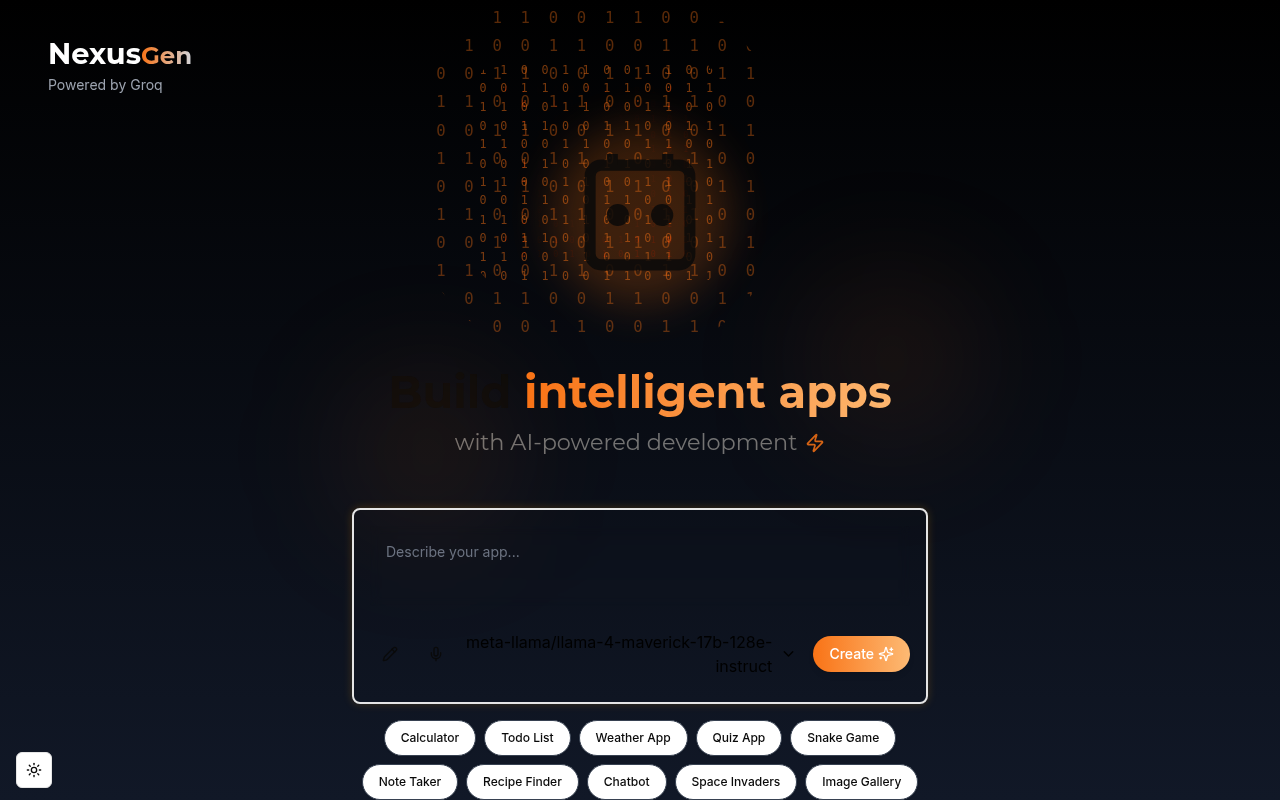 NexusGen
Powered by Groq
Build intelligent apps
with AI-powered development
Describe your app...
meta-llama/llama-4-maverick-17b-128e-
instruct
Create
Calculator Todo List Weather App Quiz App Snake Game
Note Taker Recipe Finder Chatbot Space Invaders Image Gallery